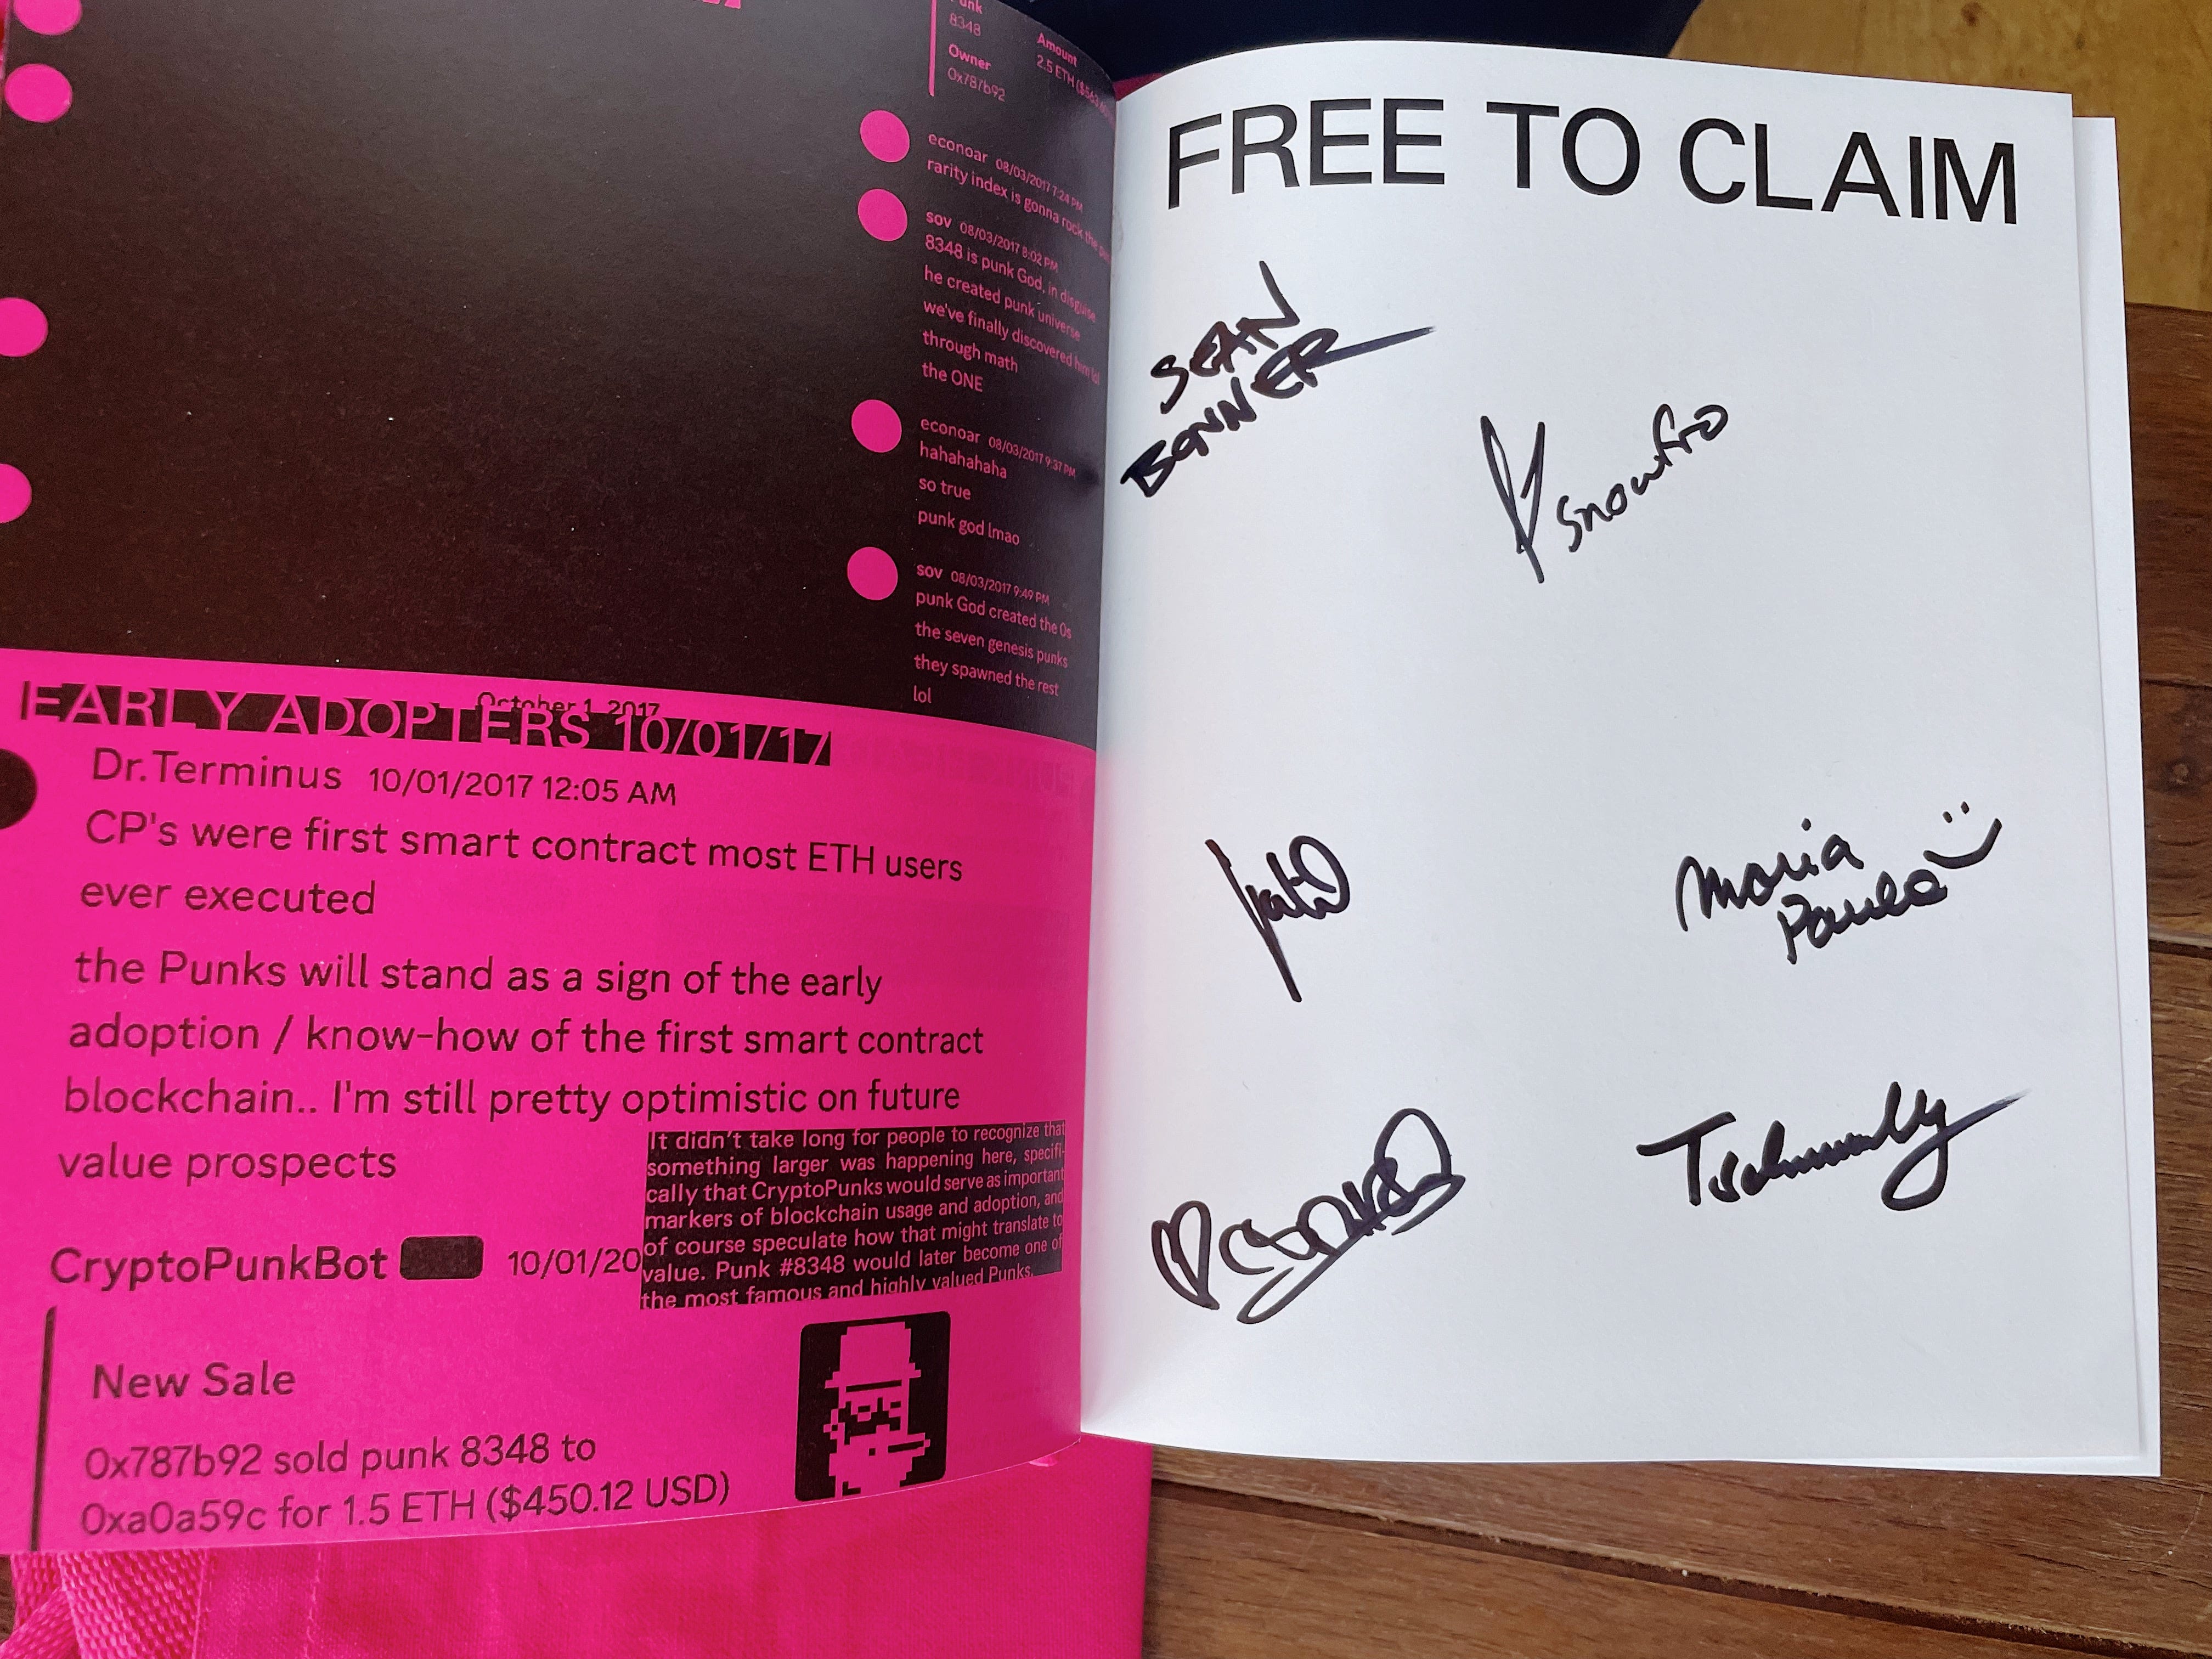 8348
Owner
0x787b92
Amount
2.5 ETH
econoar 08/03/2017 7:24 PM
rarity index is gonna rock the
sov 08/03/2017 8:02 PM
8348 is punk God, in disguise
he created punk universe
we've finally discovered him lol
through math
the ONE
econoar 08/03/2017 9:37 PM
hahahahaha
so true
punk god lmao
sov 08/03/2017 9:49 PM
punk God created the 0s
the seven genesis punks
they spawned the rest
lol
October 1, 2017
EARLY ADOPTERS 10/01/17
Dr.Terminus 10/01/2017 12:05 AM
CP's were first smart contract most ETH users
ever executed
the Punks will stand as a sign of the early
adoption / know-how of the first smart contract
blockchain.. I'm still pretty optimistic on future
value prospects
CryptoPunkBot 10/01/20
It didn't take long for people to recognize that
something larger was happening here, specifi-
cally that CryptoPunks would serve as important
markers of blockchain usage and adoption, and
of course speculate how that might translate to
value. Punk #8348 would later become one of
the most famous and highly valued Punks.
New Sale
0x787b92 sold punk 8348 to
0xa0a59c for 1.5 ETH ($450.12 USD)
FREE TO CLAIM
SEAN
BONNER
snowfro
Maria
Paula